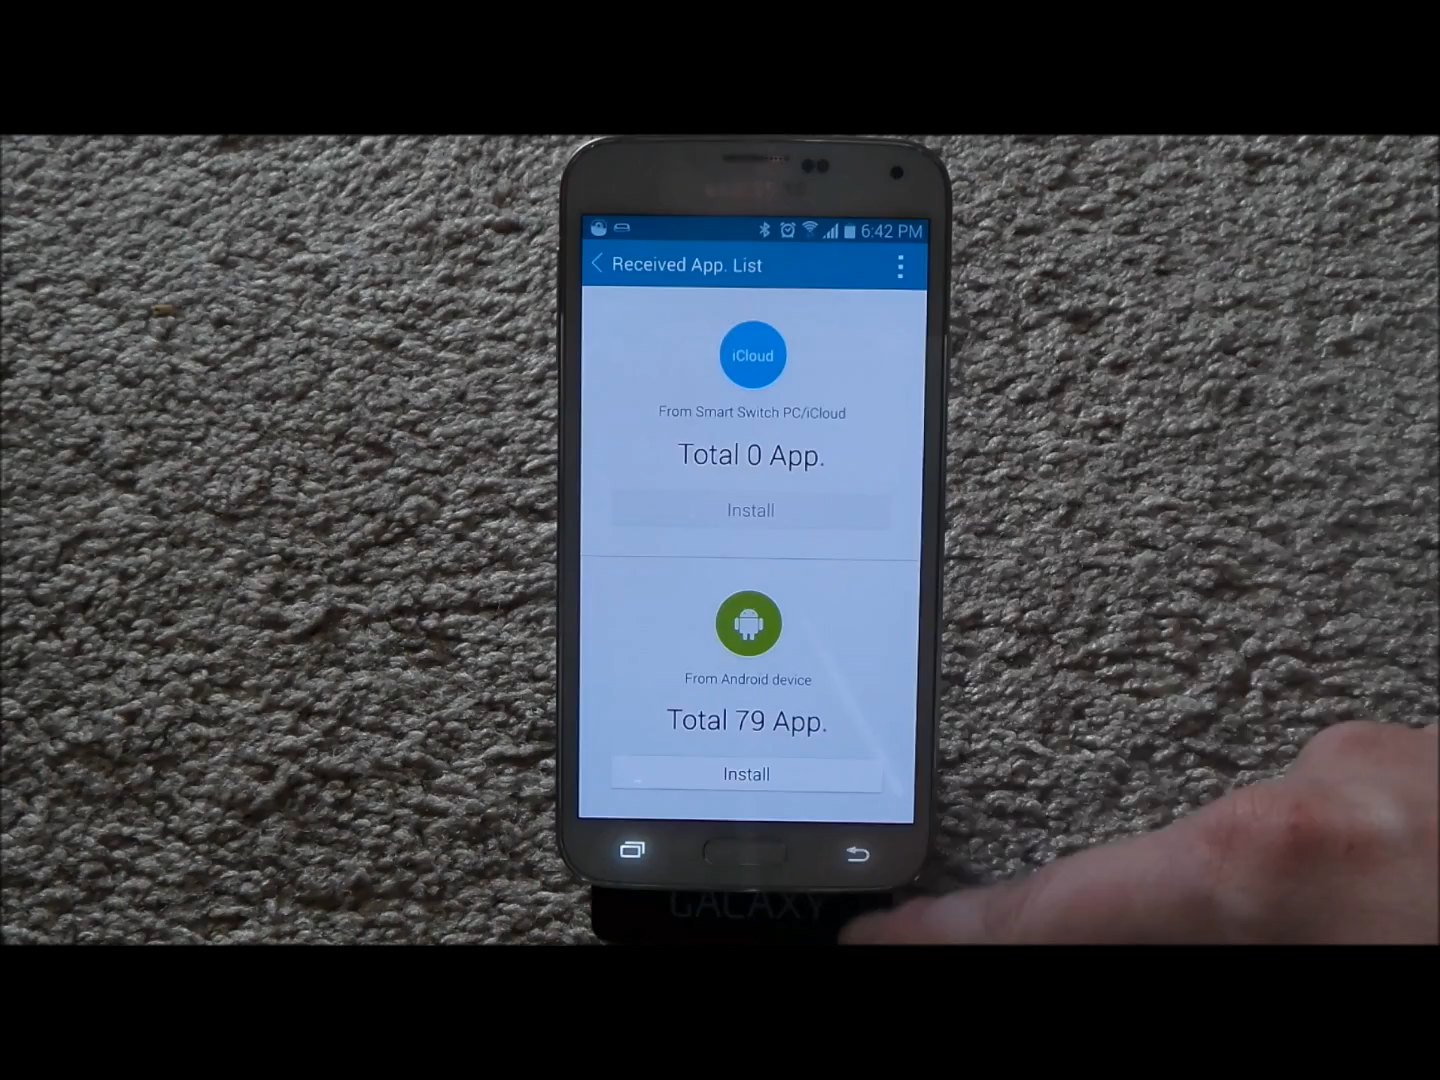 6:42 PM
Received App. List
iCloud
From Smart Switch PC/iCloud
Total 0 App.
Install
From Android device
Total 79 App.
Install
GALAXY